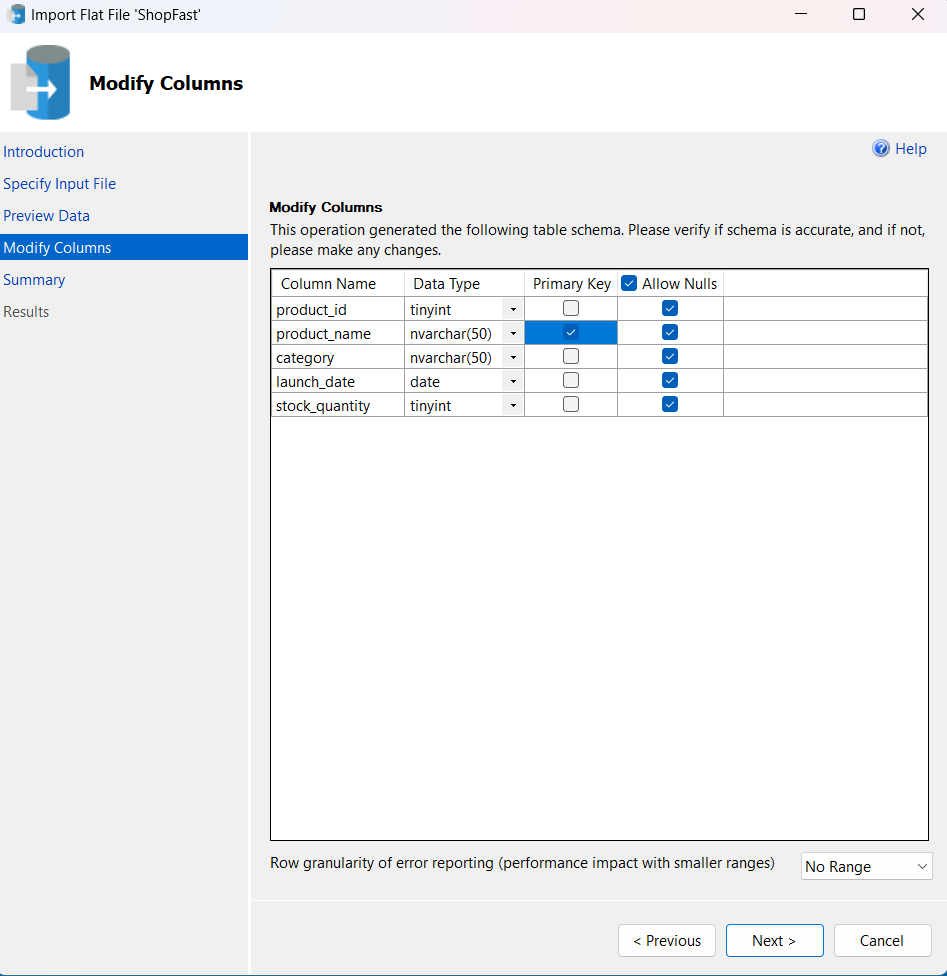 Import Flat File 'ShopFast'
Modify Columns
Introduction
Specify Input File
Preview Data
Modify Columns
Summary
Results
Help
Modify Columns
This operation generated the following table schema. Please verify if schema is accurate, and if not,
please make any changes.
Column Name Data Type Primary Key Allow Nulls
product_id tinyint
product_name nvarchar(50)
category nvarchar(50)
launch_date date
stock_quantity tinyint
Row granularity of error reporting (performance impact with smaller ranges) No Range
< Previous Next > Cancel